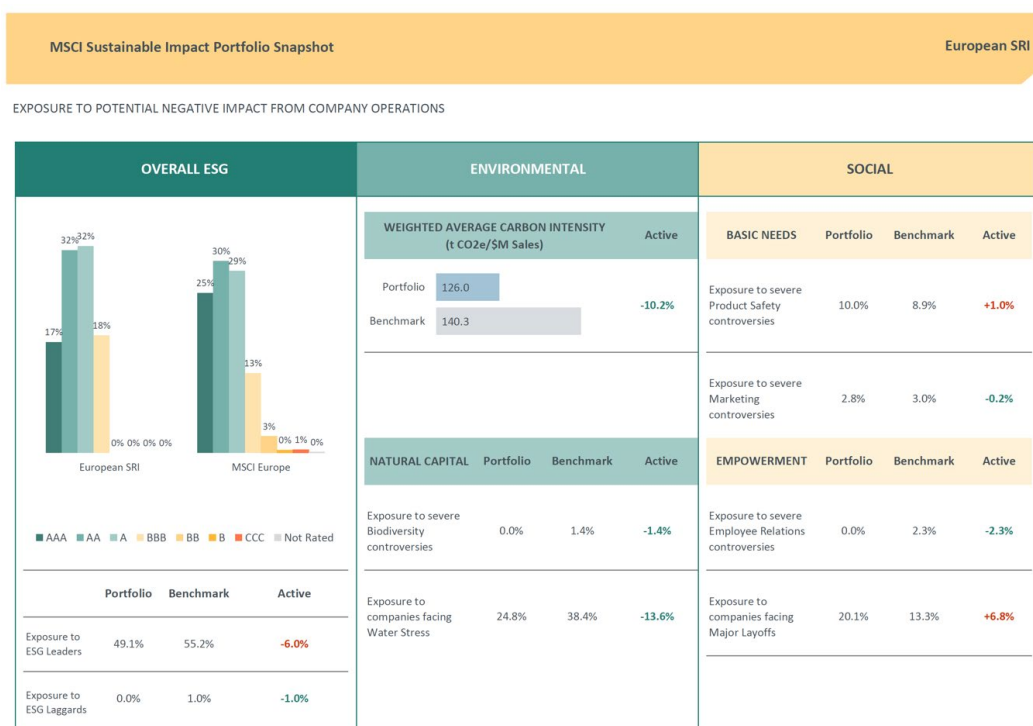 MSCI Sustainable Impact Portfolio Snapshot
European SRI
EXPOSURE TO POTENTIAL NEGATIVE IMPACT FROM COMPANY OPERATIONS
OVERALL ESG
17%
32%
32%
18%
0% 0% 0% 0%
European SRI
25%
30%
29%
13%
3%
0%
1%
0%
MSCI Europe
AAA AA A BBB BB B CCC Not Rated
Portfolio Benchmark Active
Exposure to
ESG Leaders
49.1% 55.2% -6.0%
Exposure to
ESG Laggards
0.0% 1.0% -1.0%
ENVIRONMENTAL
WEIGHTED AVERAGE CARBON INTENSITY
(t CO2e/$M Sales)
Active
Portfolio 126.0
Benchmark 140.3
-10.2%
NATURAL CAPITAL Portfolio Benchmark Active
Exposure to severe
Biodiversity
controversies
0.0% 1.4% -1.4%
Exposure to
companies facing
Water Stress
24.8% 38.4% -13.6%
SOCIAL
BASIC NEEDS Portfolio Benchmark Active
Exposure to severe
Product Safety
controversies
10.0% 8.9% +1.0%
Exposure to severe
Marketing
controversies
2.8% 3.0% -0.2%
EMPOWERMENT Portfolio Benchmark Active
Exposure to severe
Employee Relations
controversies
0.0% 2.3% -2.3%
Exposure to
companies facing
Major Layoffs
20.1% 13.3% +6.8%